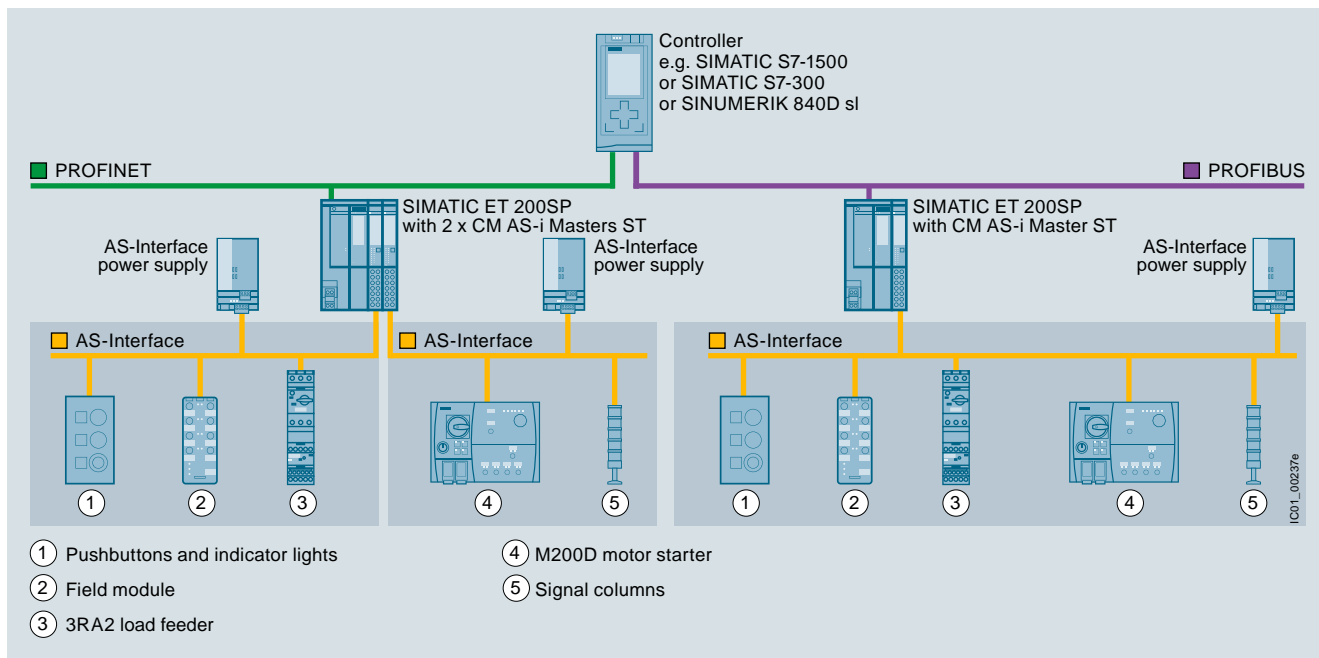 Controller
e.g. SIMATIC S7-1500
or SIMATIC S7-300
or SINUMERIK 840D sl
PROFINET
PROFIBUS
SIMATIC ET 200SP
with 2 x CM AS-i Masters ST
SIMATIC ET 200SP
with CM AS-i Master ST
AS-Interface
power supply
AS-Interface
power supply
AS-Interface
power supply
AS-Interface
AS-Interface
AS-Interface
1
2
3
4
5
1
2
3
4
5
IC01_00237e
1 Pushbuttons and indicator lights
2 Field module
3 3RA2 load feeder
4 M200D motor starter
5 Signal columns